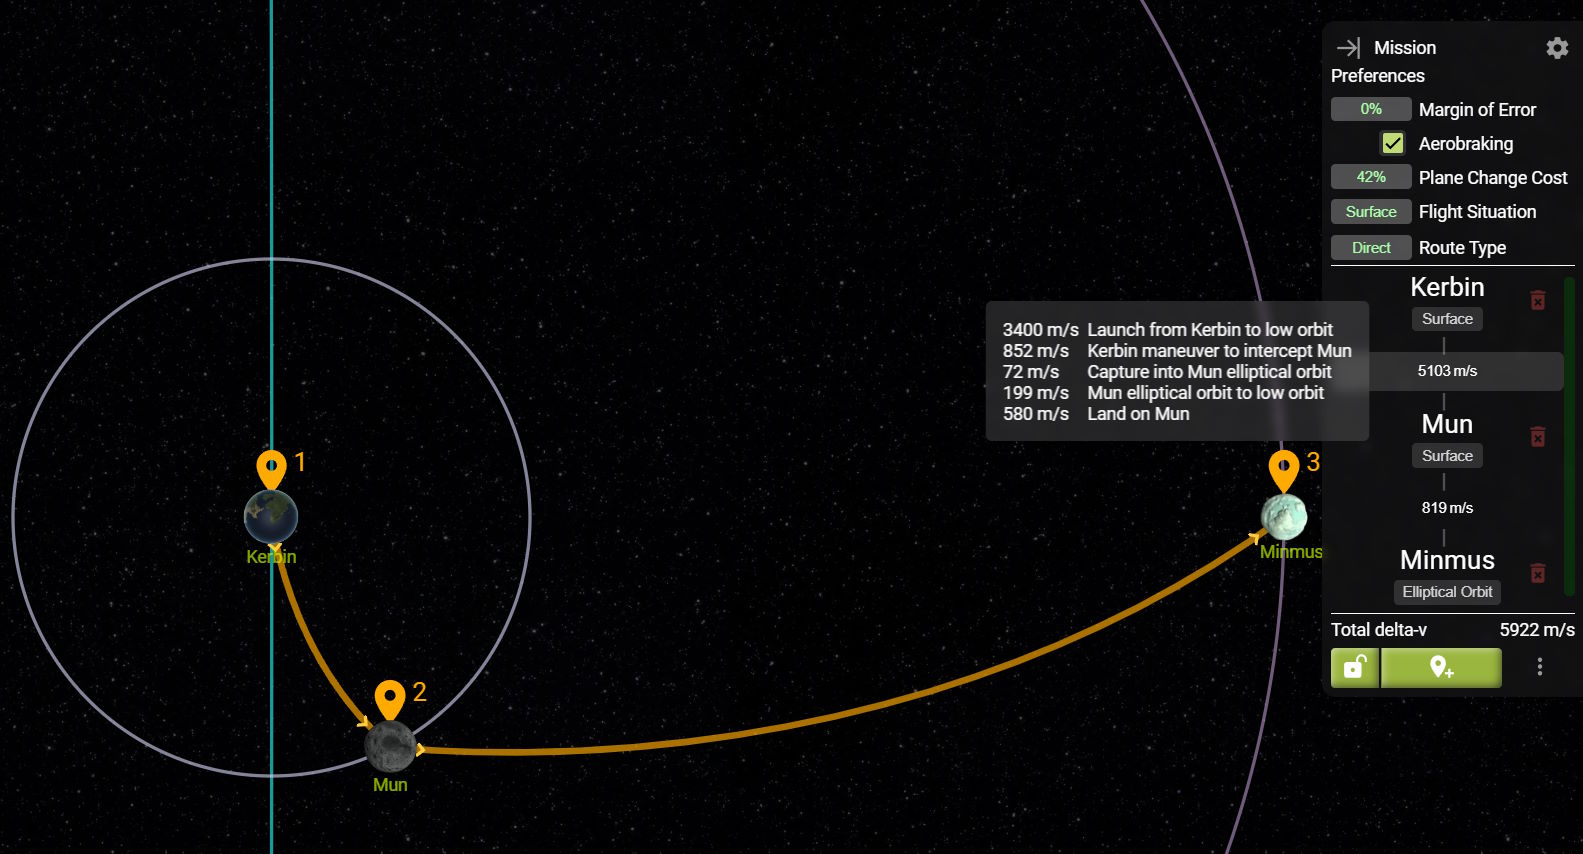 Mission
Preferences
0% Margin of Error
Aerobraking
42% Plane Change Cost
Surface Flight Situation
Direct Route Type
Kerbin
Surface
5103 m/s
Mun
Surface
819 m/s
Minmus
Elliptical Orbit
Total delta-v 5922 m/s
3400 m/s Launch from Kerbin to low orbit
852 m/s Kerbin maneuver to intercept Mun
72 m/s Capture into Mun elliptical orbit
199 m/s Mun elliptical orbit to low orbit
580 m/s Land on Mun
1
Kerbin
2
Mun
3
Minmus